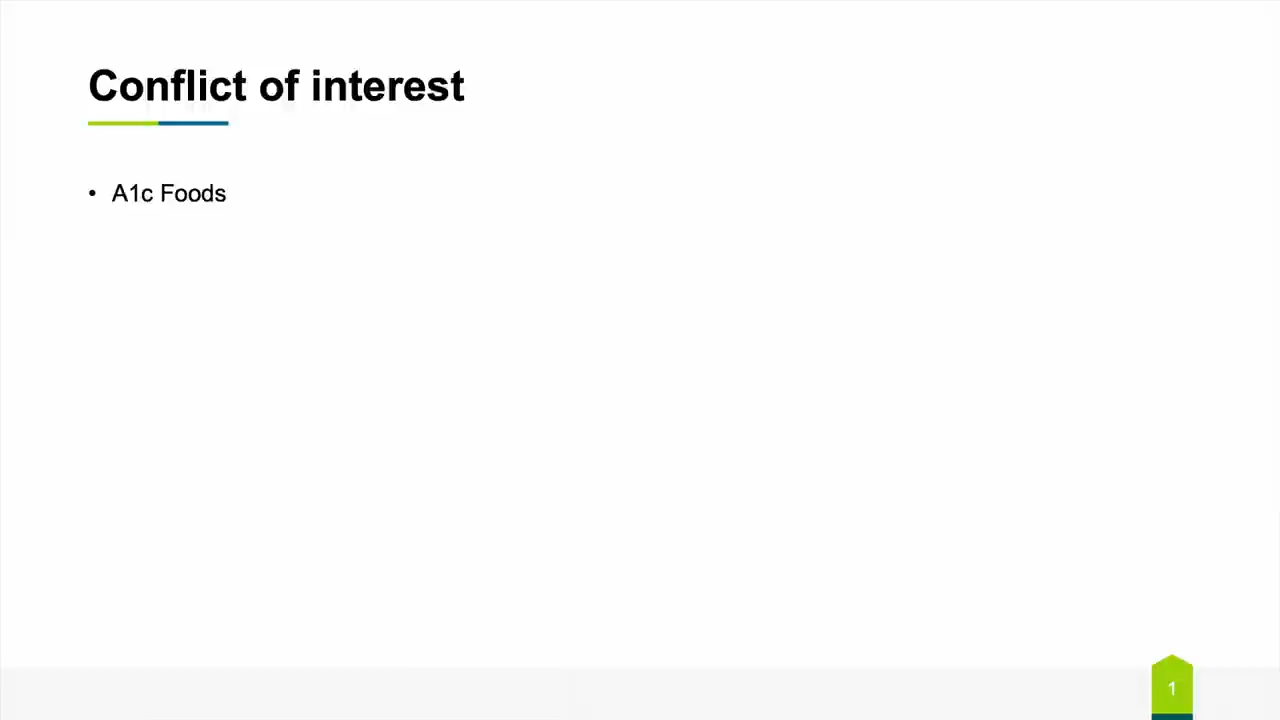 Conflict of interest
• A1c Foods
1